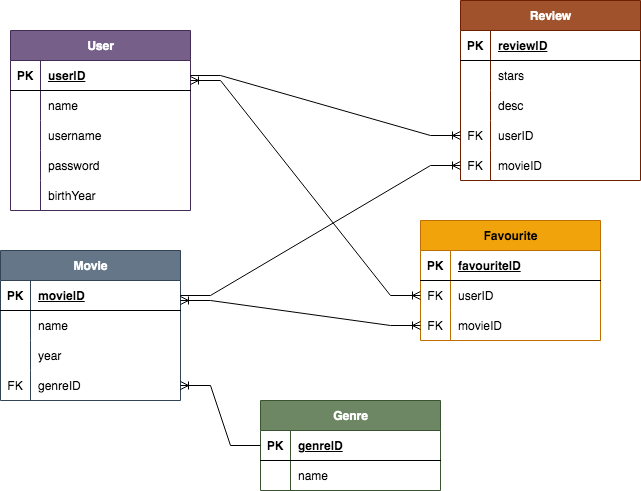 User
PK userID
name
username
password
birthYear
Review
PK reviewID
stars
desc
FK userID
FK movieID
Movie
PK movieID
name
year
FK genreID
Favourite
PK favouriteID
FK userID
FK movieID
Genre
PK genreID
name